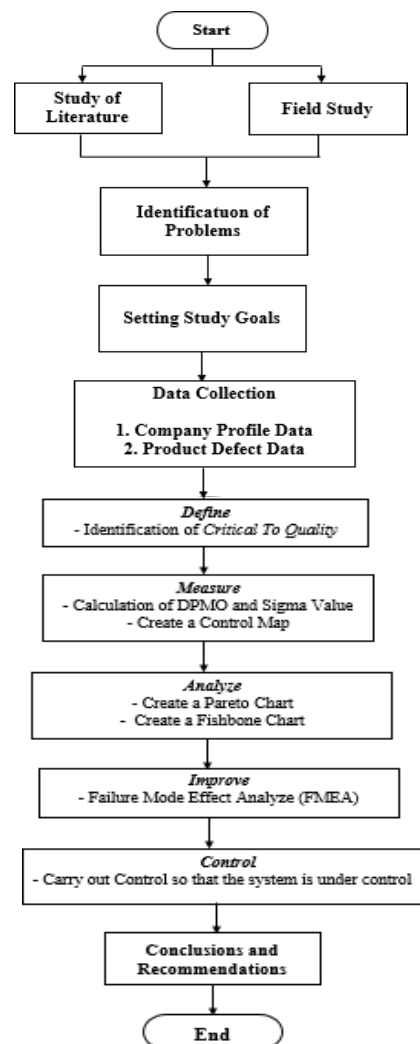 Start
Study of
Literature
Field Study
Identificatuon of
Problems
Setting Study Goals
Data Collection
1. Company Profile Data
2. Product Defect Data
Define
- Identification of Critical To Quality
Measure
- Calculation of DPMO and Sigma Value
- Create a Control Map
Analyze
- Create a Pareto Chart
- Create a Fishbone Chart
Improve
- Failure Mode Effect Analyze (FMEA)
Control
- Carry out Control so that the system is under control
Conclusions and
Recommendations
End